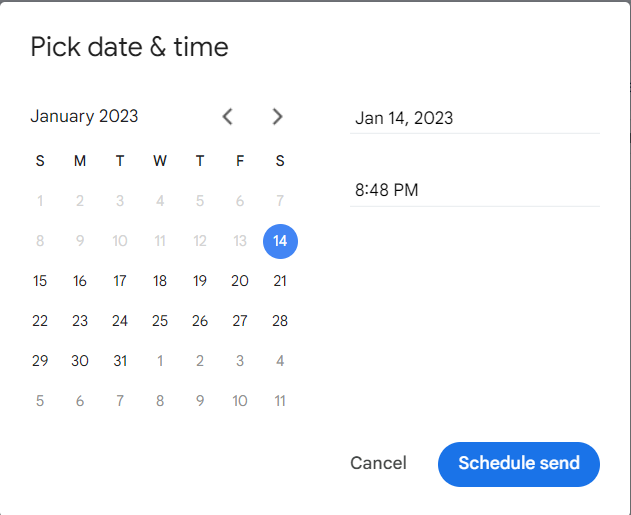 Pick date & time
January 2023
S M T W T F S
1 2 3 4 5 6 7
8 9 10 11 12 13 14
15 16 17 18 19 20 21
22 23 24 25 26 27 28
29 30 31 1 2 3 4
5 6 7 8 9 10 11
Jan 14, 2023
8:48 PM
Cancel Schedule send